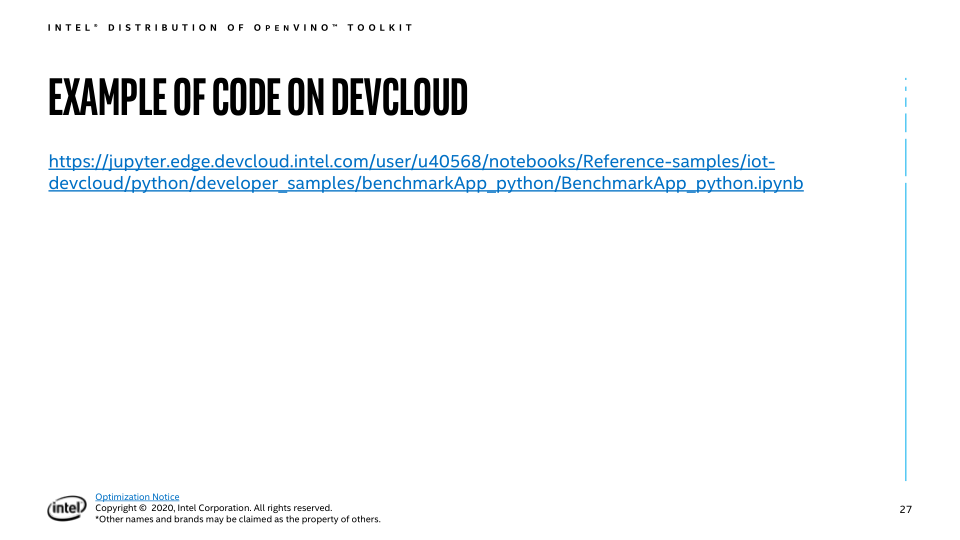 INTEL® DISTRIBUTION OF OPENVINO™ TOOLKIT
EXAMPLE OF CODE ON DEVCLOUD
https://jupyter.edge.devcloud.intel.com/user/u40568/notebooks/Reference-samples/iot-
devcloud/python/developer_samples/benchmarkApp_python/BenchmarkApp_python.ipynb
intel
Optimization Notice
Copyright © 2020, Intel Corporation. All rights reserved.
*Other names and brands may be claimed as the property of others.
27